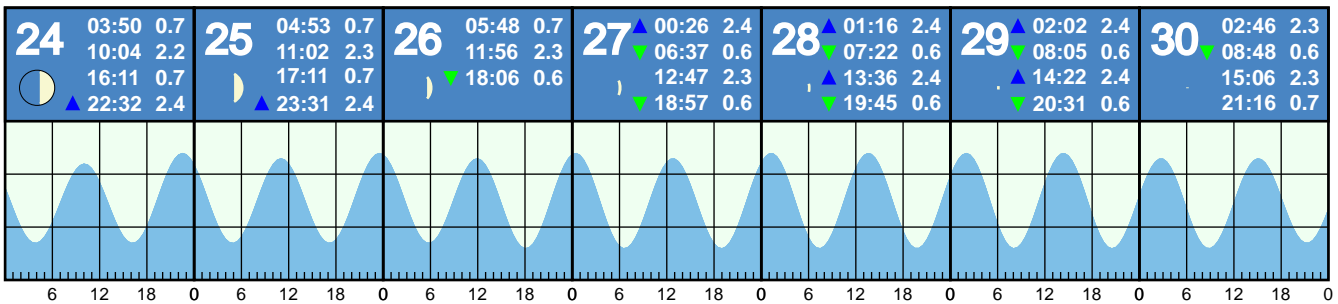 24
03:50 0.7
10:04 2.2
16:11 0.7
▲ 22:32 2.4
25
04:53 0.7
11:02 2.3
17:11 0.7
▲ 23:31 2.4
26
05:48 0.7
11:56 2.3
▼ 18:06 0.6
27
▲ 00:26 2.4
▼ 06:37 0.6
12:47 2.3
▼ 18:57 0.6
28
▲ 01:16 2.4
▼ 07:22 0.6
▲ 13:36 2.4
▼ 19:45 0.6
29
▲ 02:02 2.4
▼ 08:05 0.6
▲ 14:22 2.4
▼ 20:31 0.6
30
02:46 2.3
▼ 08:48 0.6
15:06 2.3
21:16 0.7
6 12 18 0 6 12 18 0 6 12 18 0 6 12 18 0 6 12 18 0 6 12 18 0 6 12 18 0